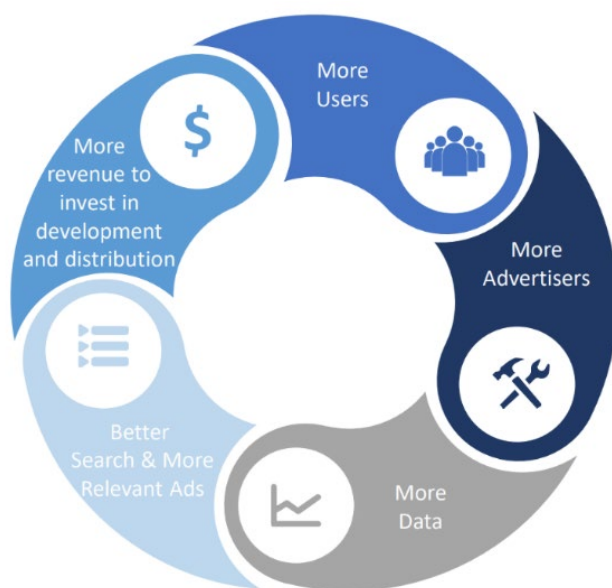 More
Users
More
Advertisers
More
Data
Better
Search & More
Relevant Ads
More
revenue to
invest in
development
and distribution
$